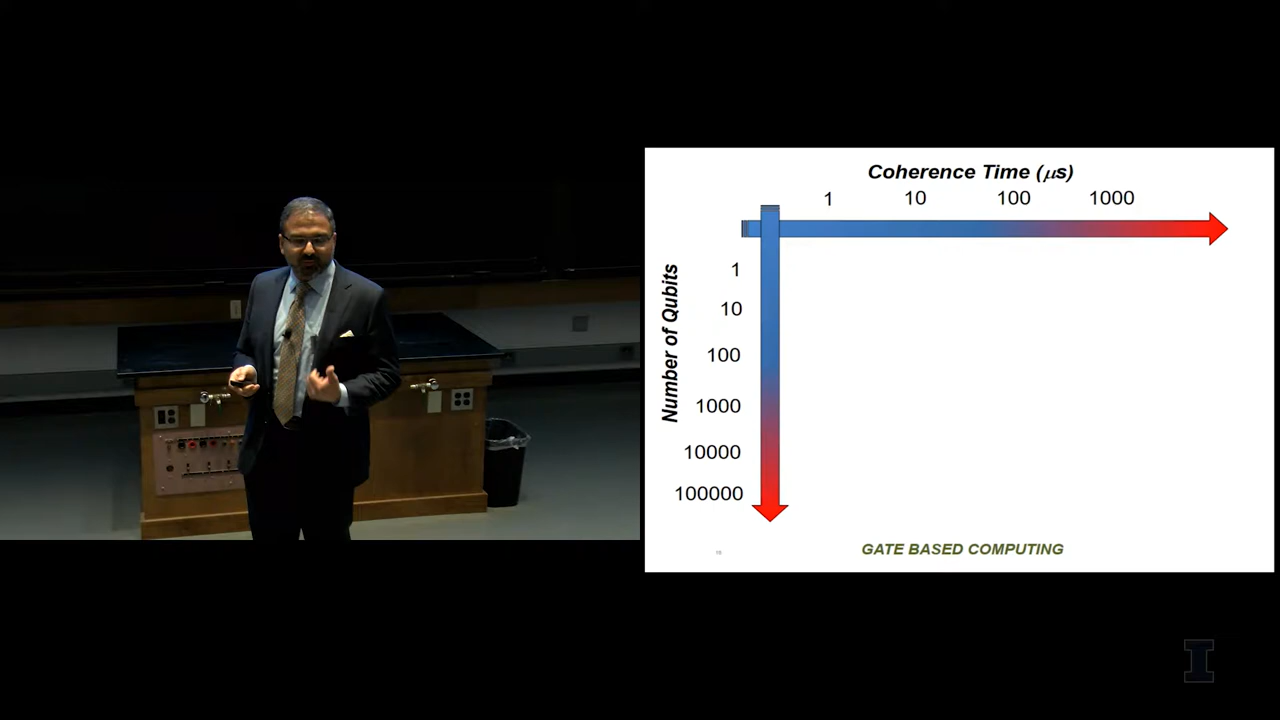 Coherence Time (μs)
1 10 100 1000
Number of Qubits
1
10
100
1000
10000
100000
GATE BASED COMPUTING
I